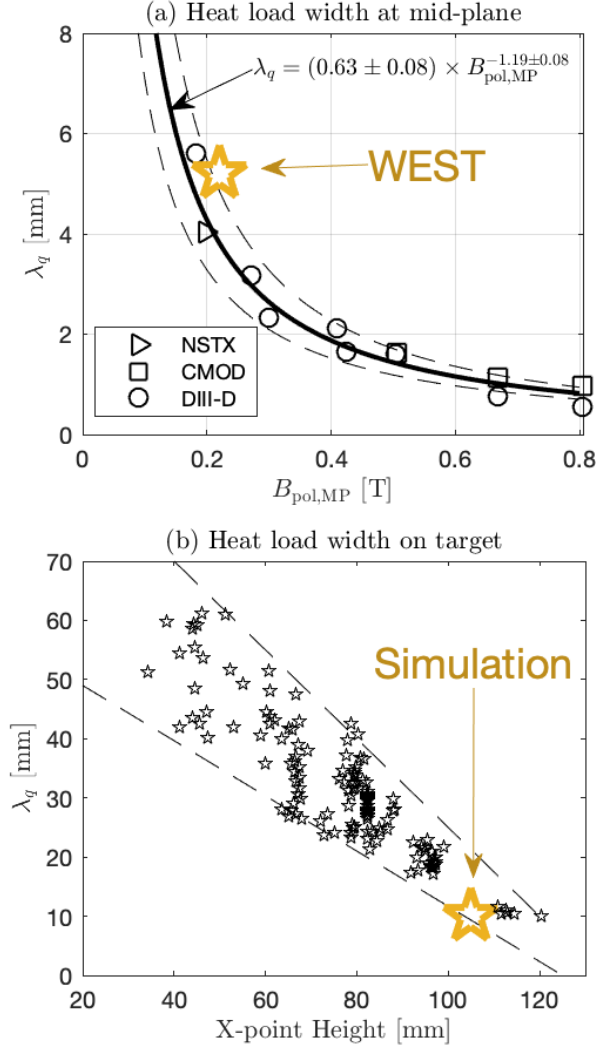 (a) Heat load width at mid-plane
8
6
4
2
0
λq [mm]
λq = (0.63 ± 0.08) × Bpol,MP^-1.19±0.08
WEST
NSTX
CMOD
DIII-D
0 0.2 0.4 0.6 0.8
Bpol,MP [T]
(b) Heat load width on target
70
60
50
40
30
20
10
0
λq [mm]
Simulation
20 40 60 80 100 120
X-point Height [mm]